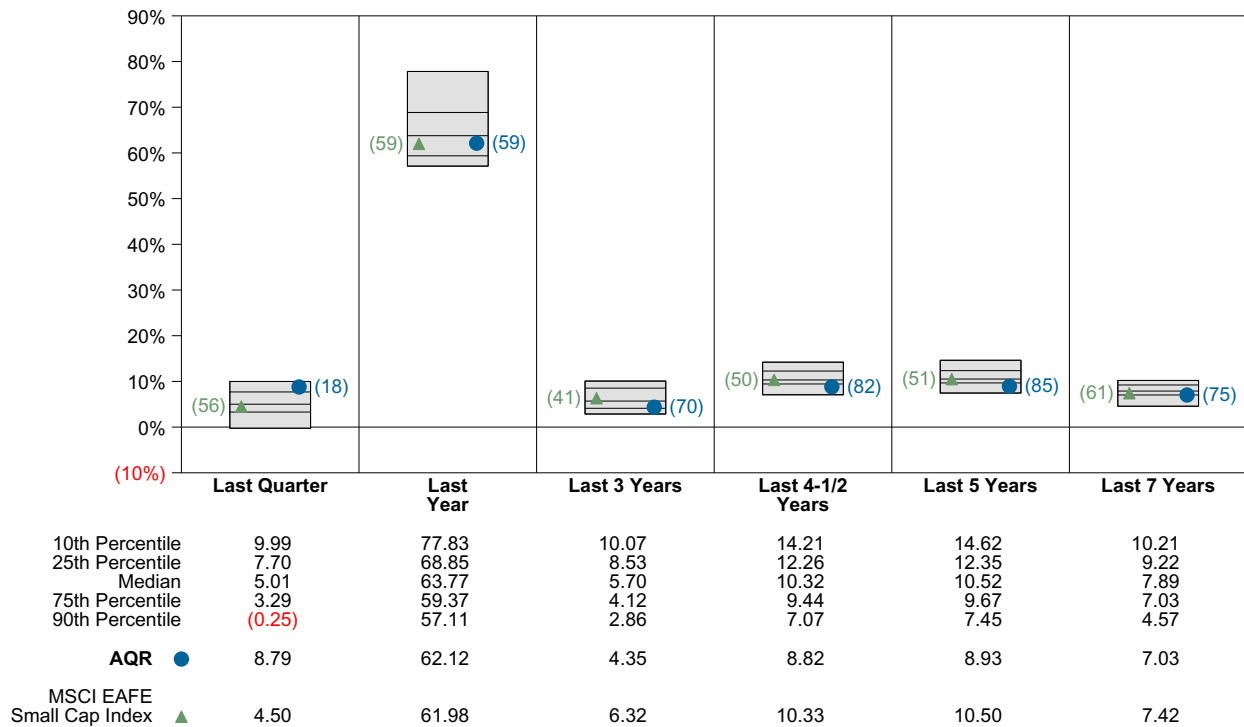 90%
80%
70%
60%
50%
40%
30%
20%
10%
0%
(10%)
(56) (18)
(59) (59)
(41) (70)
(50) (82)
(51) (85)
(61) (75)
Last Quarter Last Year Last 3 Years Last 4-1/2 Years Last 5 Years Last 7 Years
10th Percentile 9.99 77.83 10.07 14.21 14.62 10.21
25th Percentile 7.70 68.85 8.53 12.26 12.35 9.22
Median 5.01 63.77 5.70 10.32 10.52 7.89
75th Percentile 3.29 59.37 4.12 9.44 9.67 7.03
90th Percentile (0.25) 57.11 2.86 7.07 7.45 4.57
AQR 8.79 62.12 4.35 8.82 8.93 7.03
MSCI EAFE
Small Cap Index 4.50 61.98 6.32 10.33 10.50 7.42